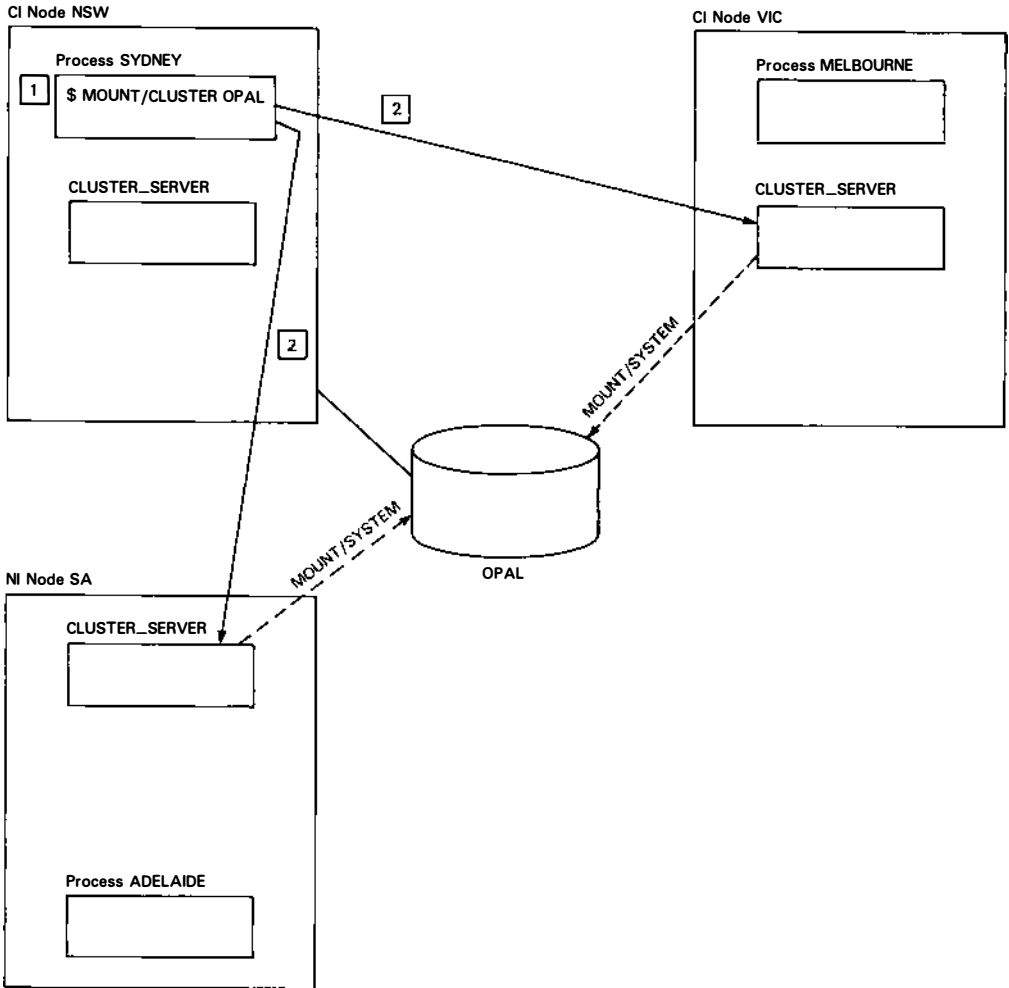 CI Node NSW
CI Node VIC
Process SYDNEY
Process MELBOURNE
1
$ MOUNT/CLUSTER OPAL
2
CLUSTER_SERVER
CLUSTER_SERVER
2
MOUNT/SYSTEM
MOUNT/SYSTEM
OPAL
NI Node SA
CLUSTER_SERVER
Process ADELAIDE